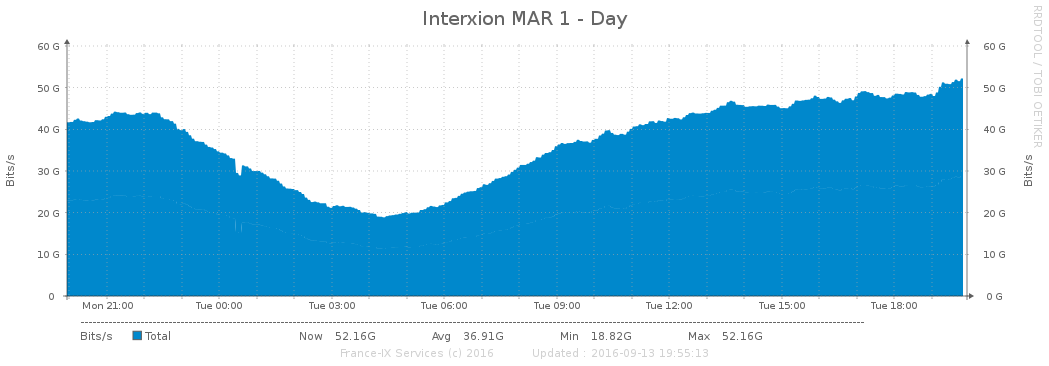 Interxion MAR 1 - Day
RRDTOOL / TOBI OETIKER
60 G 60 G
50 G 50 G
40 G 40 G
30 G 30 G
20 G 20 G
10 G 10 G
0 0 G
Bits/s Bits/s
Mon 21:00 Tue 00:00 Tue 03:00 Tue 06:00 Tue 09:00 Tue 12:00 Tue 15:00 Tue 18:00
Bits/s Total Now 52.16G Avg 36.91G Min 18.82G Max 52.16G
France-IX Services (c) 2016 Updated : 2016-09-13 19:55:13